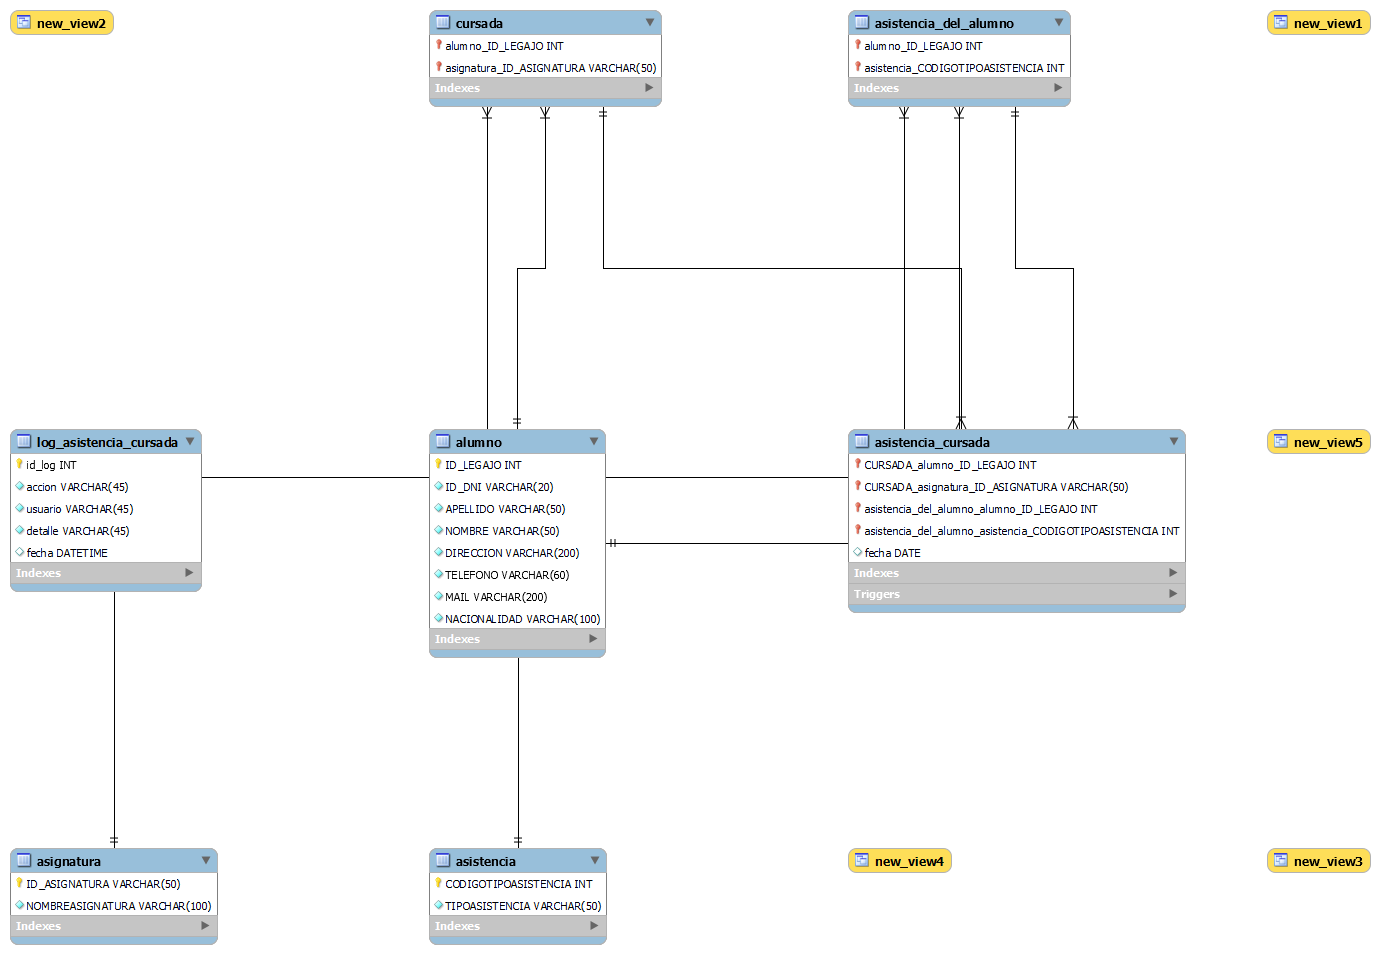 new_view2
cursada
alumno_ID_LEGAJO INT
asignatura_ID_ASIGNATURA VARCHAR(50)
Indexes
asistencia_del_alumno
alumno_ID_LEGAJO INT
asistencia_CODIGOTIPOASISTENCIA INT
Indexes
new_view1
log_asistencia_cursada
id_log INT
accion VARCHAR(45)
usuario VARCHAR(45)
detalle VARCHAR(45)
fecha DATETIME
Indexes
alumno
ID_LEGAJO INT
ID_DNI VARCHAR(20)
APELLIDO VARCHAR(50)
NOMBRE VARCHAR(50)
DIRECCION VARCHAR(200)
TELEFONO VARCHAR(60)
MAIL VARCHAR(200)
NACIONALIDAD VARCHAR(100)
Indexes
asistencia_cursada
CURSADA_alumno_ID_LEGAJO INT
CURSADA_asignatura_ID_ASIGNATURA VARCHAR(50)
asistencia_del_alumno_alumno_ID_LEGAJO INT
asistencia_del_alumno_asistencia_CODIGOTIPOASISTENCIA INT
fecha DATE
Indexes
Triggers
new_view5
asignatura
ID_ASIGNATURA VARCHAR(50)
NOMBREASIGNATURA VARCHAR(100)
Indexes
asistencia
CODIGOTIPOASISTENCIA INT
TIPOASISTENCIA VARCHAR(50)
Indexes
new_view4
new_view3